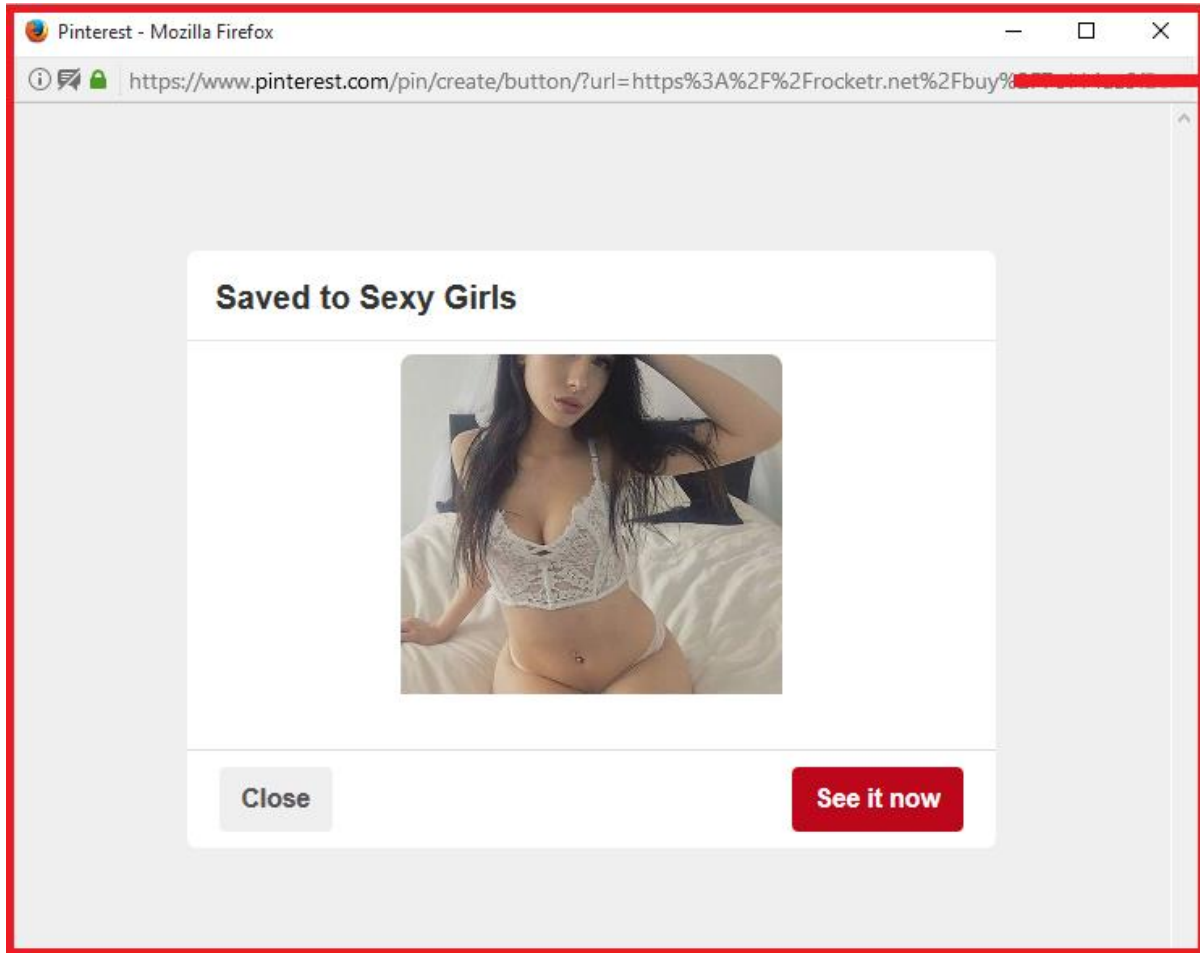 Pinterest - Mozilla Firefox
https://www.pinterest.com/pin/create/button/?url=https%3A%2F%2Frocketr.net%2Fbuy%
Saved to Sexy Girls
Close
See it now